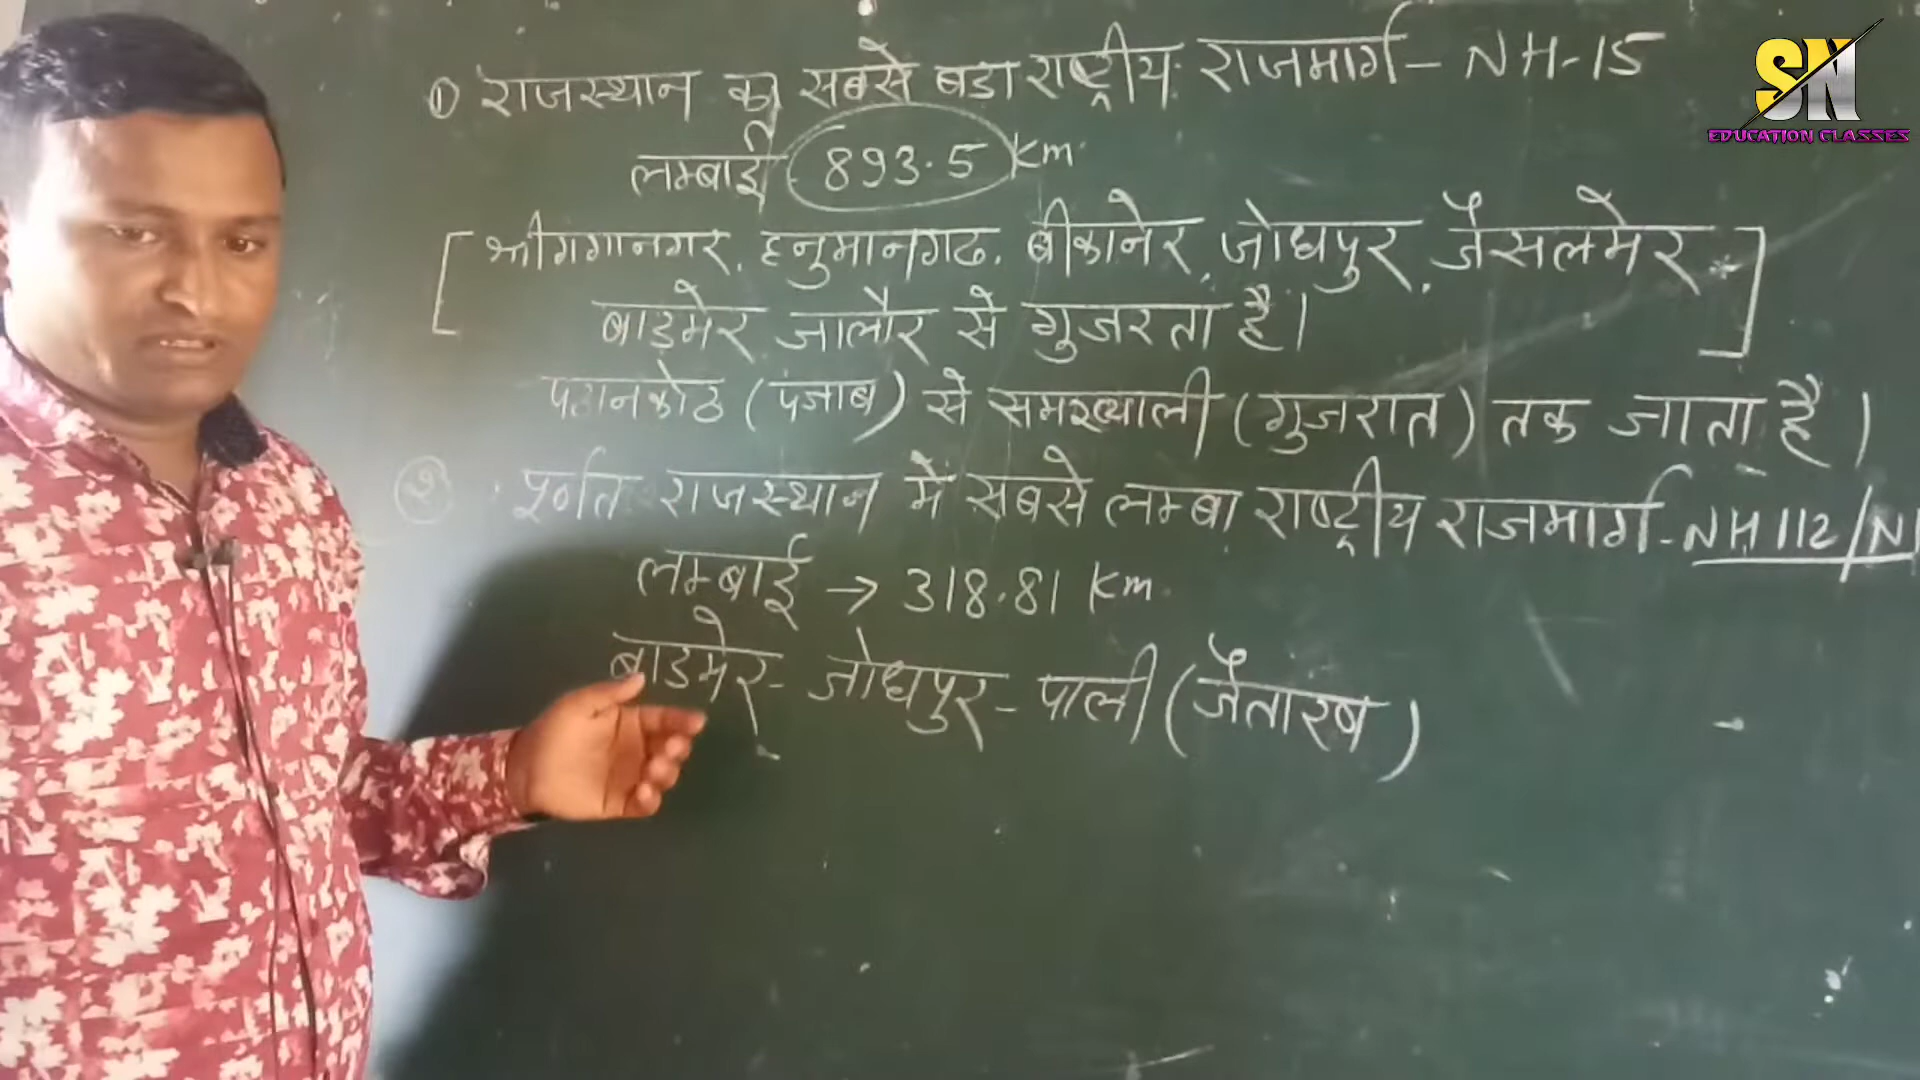 ① राजस्थान का सबसे बडा राष्ट्रीय राजमार्ग - NH-15
लम्बाई 893.5 Km.
[ श्रीगंगानगर, हनुमानगढ, बीकानेर, जोधपुर, जैसलमेर
बाड़मेर जालौर से गुजरता है। ]
पठानकोठ (पंजाब) से समख्याली (गुजरात) तक जाता है।
राजस्थान में सबसे लम्बा राष्ट्रीय राजमार्ग - NH 112 / N
लम्बाई → 318.81 Km.
बाडमेर - जोधपुर - पाली (जैतारण)
SN
EDUCATION CLASSES